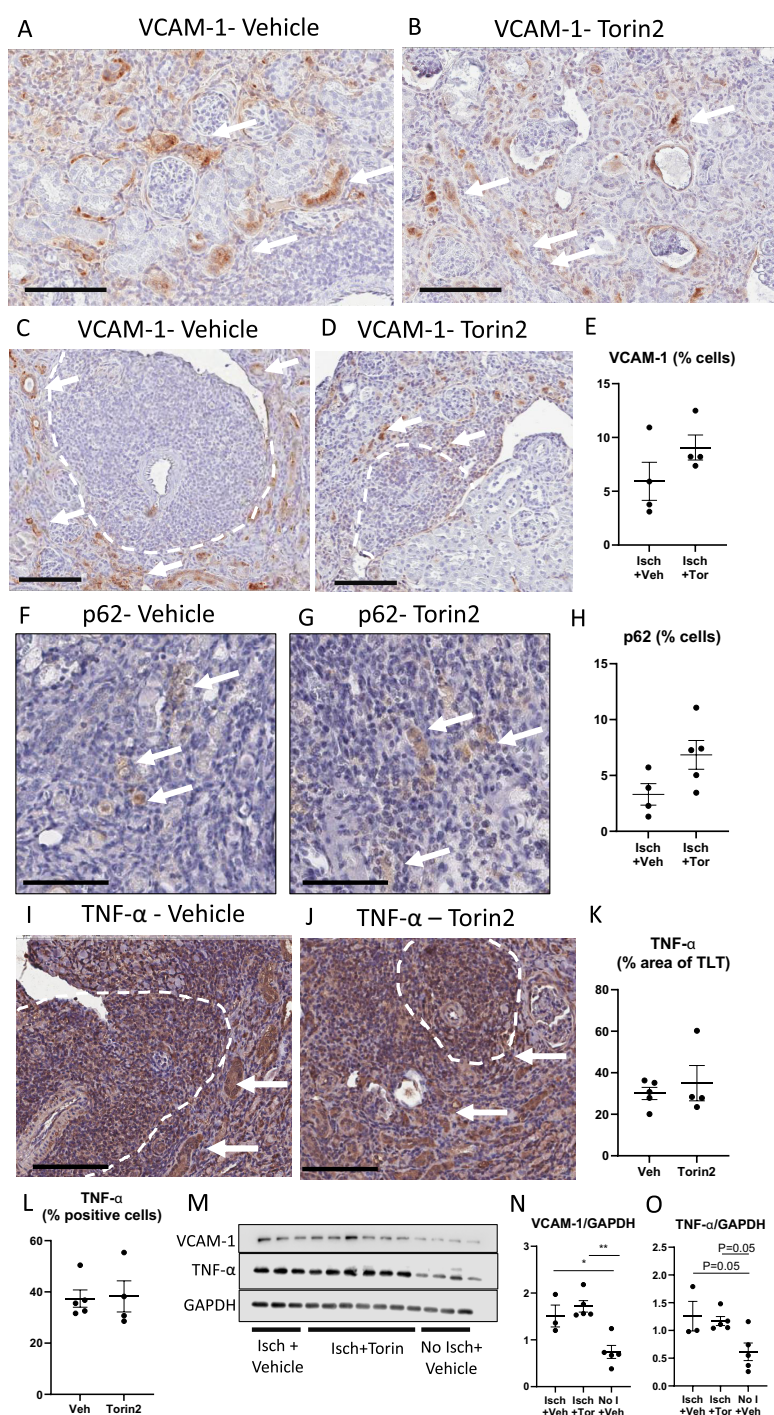 A
VCAM-1- Vehicle
B
VCAM-1- Torin2
C
VCAM-1- Vehicle
D
VCAM-1- Torin2
E
VCAM-1 (% cells)
15
10
5
0
Isch
+Veh
Isch
+Tor
F
p62- Vehicle
G
p62- Torin2
H
p62 (% cells)
15
10
5
0
Isch
+Veh
Isch
+Tor
I
TNF-α - Vehicle
J
TNF-α – Torin2
K
TNF-α
(% area of TLT)
80
60
40
20
0
Veh
Torin2
L
TNF-α
(% positive cells)
60
40
20
0
Veh
Torin2
M
VCAM-1
TNF-α
GAPDH
Isch +
Vehicle
Isch+Torin
No Isch+
Vehicle
N
VCAM-1/GAPDH
3
2
1
0
*
**
Isch
+Veh
Isch
+Tor
No I
+Veh
O
TNF-α/GAPDH
2.5
2.0
1.5
1.0
0.5
0.0
P=0.05
P=0.05
Isch
+Veh
Isch
+Tor
No I
+Veh